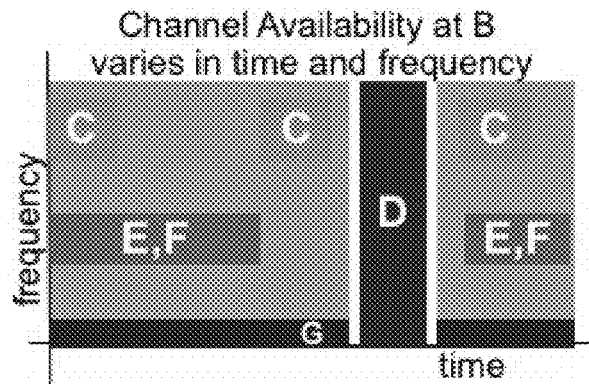 Channel Availability at B
varies in time and frequency
C C C
D
E,F E,F
G
frequency
time